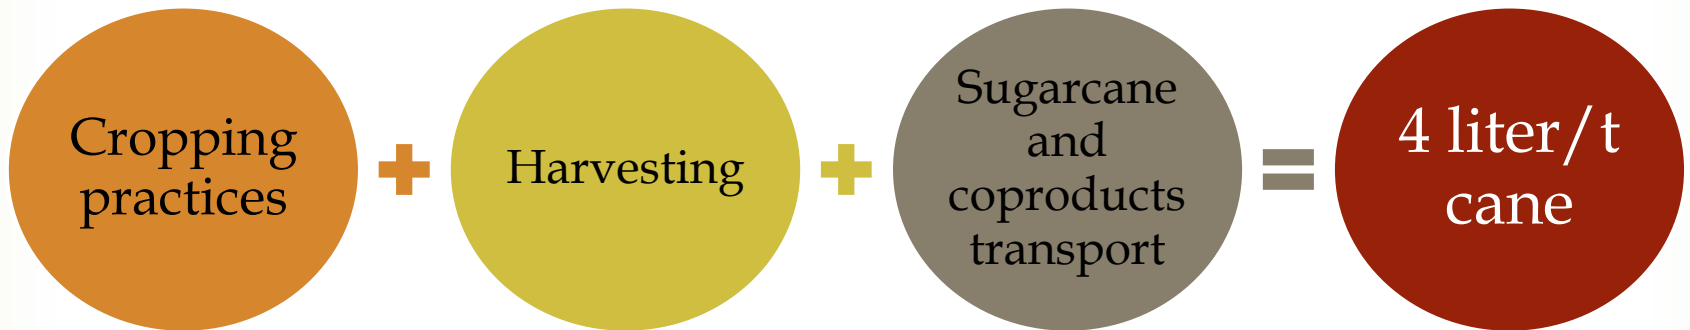 Cropping
practices
Harvesting
Sugarcane
and
coproducts
transport
4 liter/t
cane